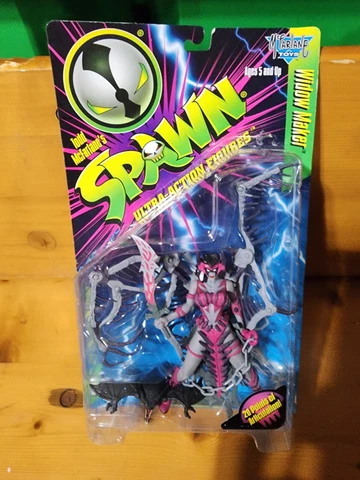 McFARLANE
TOYS
Ages 5 and Up
Widow Maker
Todd
McFarlane's
SPAWN
ULTRA-ACTION FIGURES
20 Points of
Articulation!